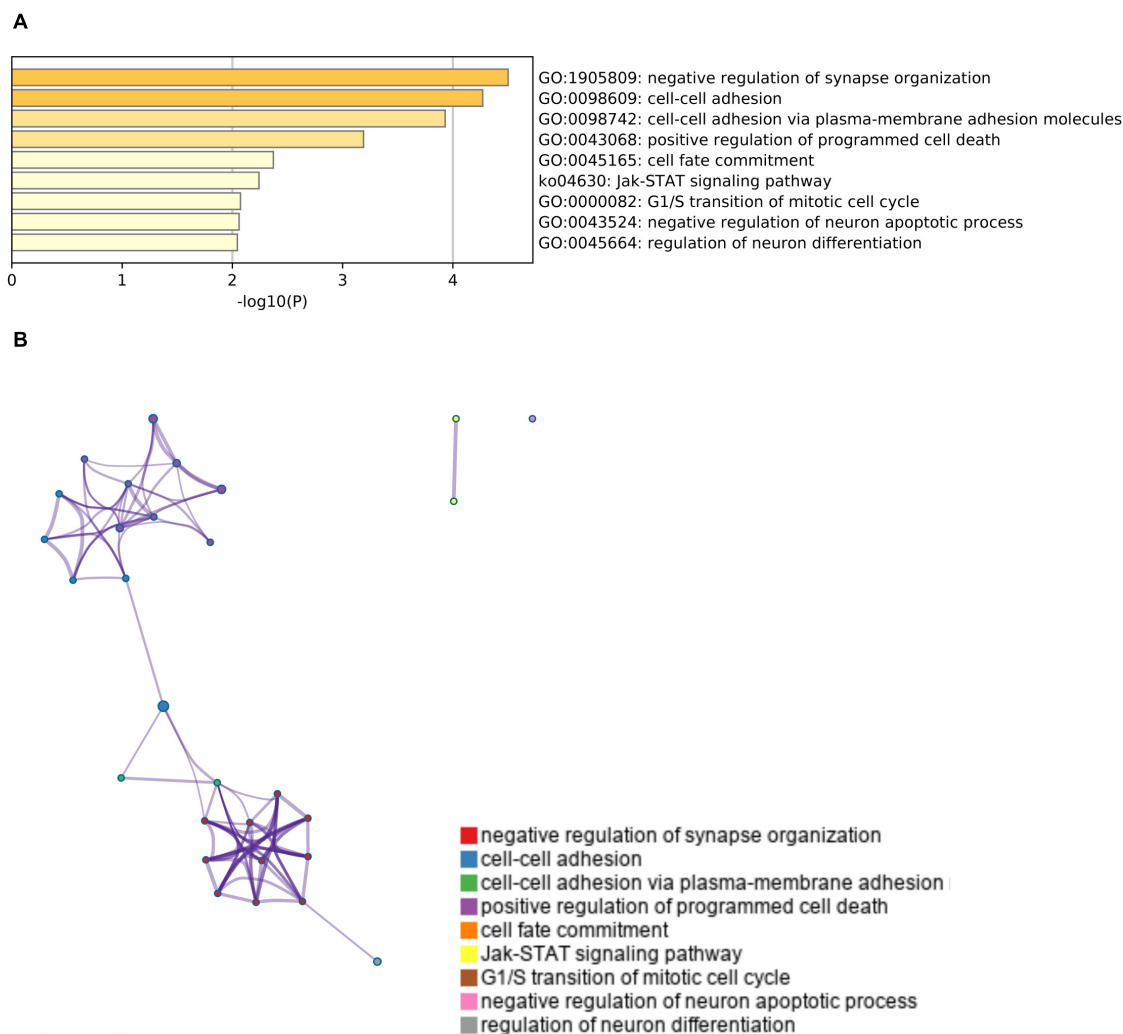 A
GO:1905809: negative regulation of synapse organization
GO:0098609: cell-cell adhesion
GO:0098742: cell-cell adhesion via plasma-membrane adhesion molecules
GO:0043068: positive regulation of programmed cell death
GO:0045165: cell fate commitment
ko04630: Jak-STAT signaling pathway
GO:0000082: G1/S transition of mitotic cell cycle
GO:0043524: negative regulation of neuron apoptotic process
GO:0045664: regulation of neuron differentiation
0 1 2 3 4
-log10(P)
B
negative regulation of synapse organization
cell-cell adhesion
cell-cell adhesion via plasma-membrane adhesion
positive regulation of programmed cell death
cell fate commitment
Jak-STAT signaling pathway
G1/S transition of mitotic cell cycle
negative regulation of neuron apoptotic process
regulation of neuron differentiation